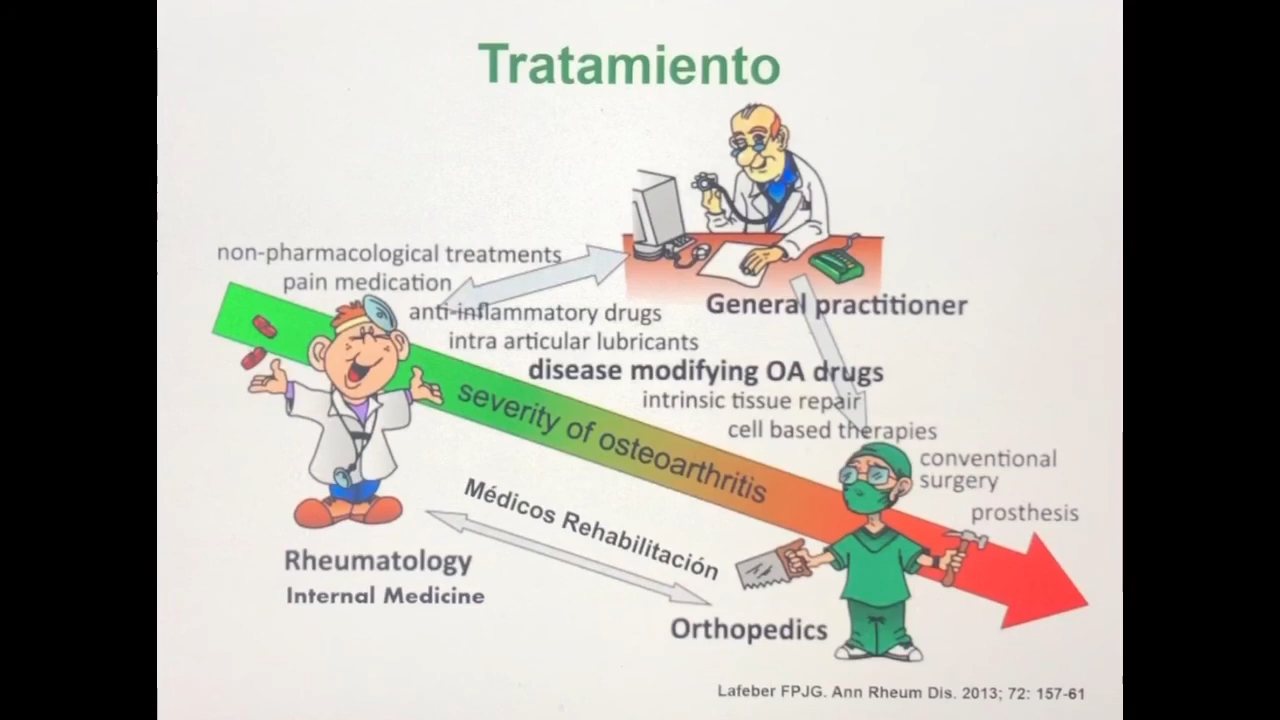 Tratamiento
non-pharmacological treatments
pain medication
anti-inflammatory drugs
General practitioner
intra articular lubricants
disease modifying OA drugs
intrinsic tissue repair
cell based therapies
conventional
surgery
prosthesis
severity of osteoarthritis
Médicos Rehabilitación
Rheumatology
Internal Medicine
Orthopedics
Lafeber FPJG. Ann Rheum Dis. 2013; 72: 157-61